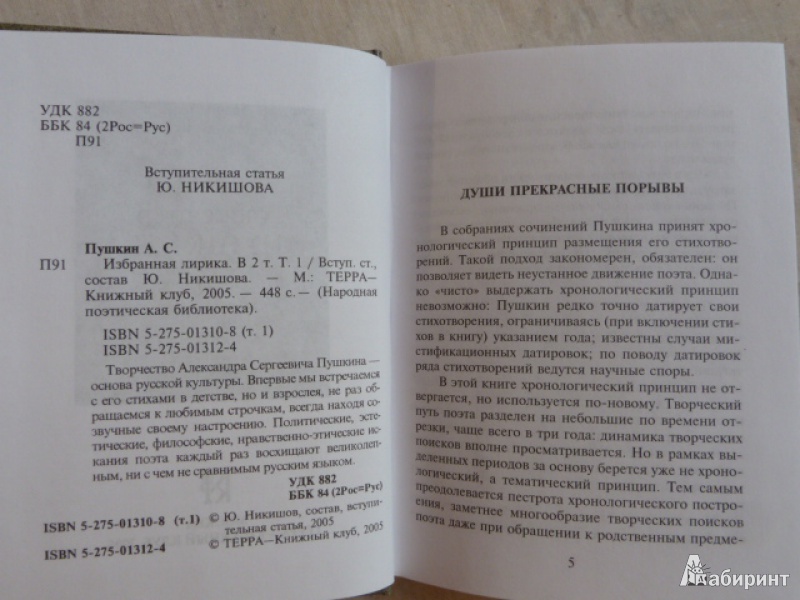 УДК 882
ББК 84 (2Рос=Рус)
П91
Вступительная статья
Ю. НИКИШОВА
Пушкин А. С.
П91 Избранная лирика. В 2 т. Т. 1 / Вступ. ст.,
состав Ю. Никишова. — М.: ТЕРРА—
Книжный клуб, 2005. — 448 с. — (Народная
поэтическая библиотека).
ISBN 5-275-01310-8 (т. 1)
ISBN 5-275-01312-4
Творчество Александра Сергеевича Пушкина —
основа русской культуры. Впервые мы встречаемся
с его стихами в детстве, но и взрослея, не раз об-
ращаемся к любимым строчкам, всегда находя со-
звучные своему настроению. Политические, эсте-
тические, философские, нравственно-этические ис-
кания поэта каждый раз восхищают великолеп-
ным, ни с чем не сравнимым русским языком.
УДК 882
ББК 84 (2Рос=Рус)
ISBN 5-275-01310-8 (т.1)
ISBN 5-275-01312-4
© Ю. Никишов, состав, вступи-
тельная статья, 2005
© ТЕРРА—Книжный клуб, 2005
ДУШИ ПРЕКРАСНЫЕ ПОРЫВЫ
В собраниях сочинений Пушкина принят хро-
нологический принцип размещения его стихотво-
рений. Такой подход закономерен, обязателен: он
позволяет видеть неустанное движение поэта. Одна-
ко «чисто» выдержать хронологический принцип
невозможно: Пушкин редко точно датирует свои
стихотворения, ограничиваясь (при включении сти-
хов в книгу) указанием года; известны случаи ми-
стификационных датировок; по поводу датировок
ряда стихотворений ведутся научные споры.
В этой книге хронологический принцип не от-
вергается, но используется по-новому. Творческий
путь поэта разделен на небольшие по времени от-
резки, чаще всего в три года: динамика творческих
поисков вполне просматривается. Но в рамках вы-
деленных периодов за основу берется уже не хроно-
логический, а тематический принцип. Тем самым
преодолевается пестрота хронологического постро-
ения, заметнее многообразие творческих поисков
поэта даже при обращении к родственным предме-
5
Лабиринт